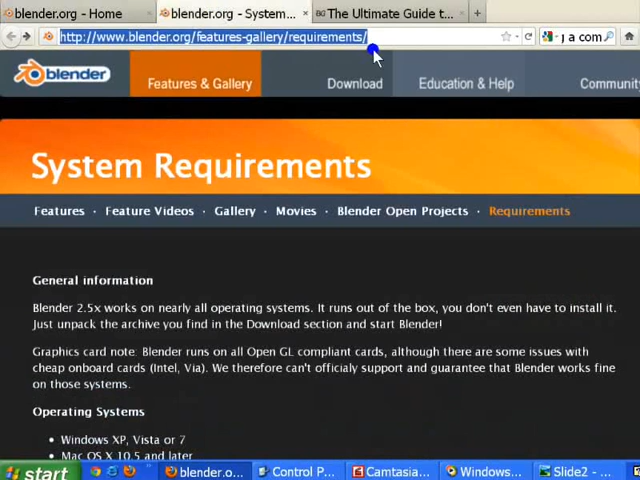 blender.org - Home
blender.org - System...
The Ultimate Guide t...
http://www.blender.org/features-gallery/requirements/
g a com
blender
Features & Gallery
Download
Education & Help
Community
System Requirements
Features · Feature Videos · Gallery · Movies · Blender Open Projects · Requirements
General information
Blender 2.5x works on nearly all operating systems. It runs out of the box, you don't even have to install it.
Just unpack the archive you find in the Download section and start Blender!
Graphics card note: Blender runs on all Open GL compliant cards, although there are some issues with
cheap onboard cards (Intel, Via). We therefore can't officialy support and guarantee that Blender works fine
on those systems.
Operating Systems
• Windows XP, Vista or 7
• Mac OS X 10.5 and later
start
blender.o...
Control P...
Camtasia...
Windows...
Slide2 - ...